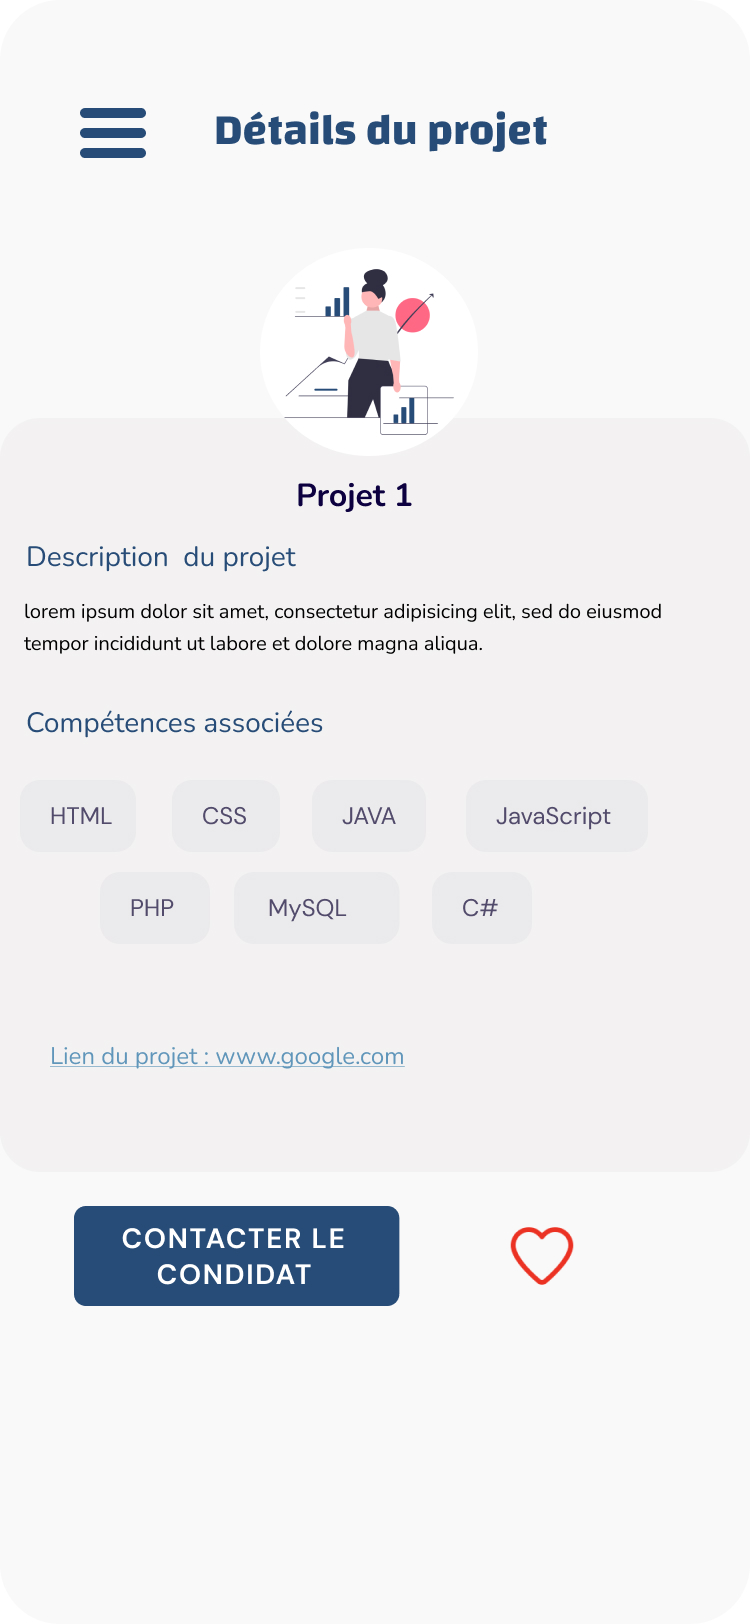 Détails du projet
Projet 1
Description  du projet
lorem ipsum dolor sit amet, consectetur adipisicing elit, sed do eiusmod
tempor incididunt ut labore et dolore magna aliqua.
Compétences associées
HTML CSS JAVA JavaScript
PHP MySQL C#
Lien du projet : www.google.com
CONTACTER LE
CONDIDAT